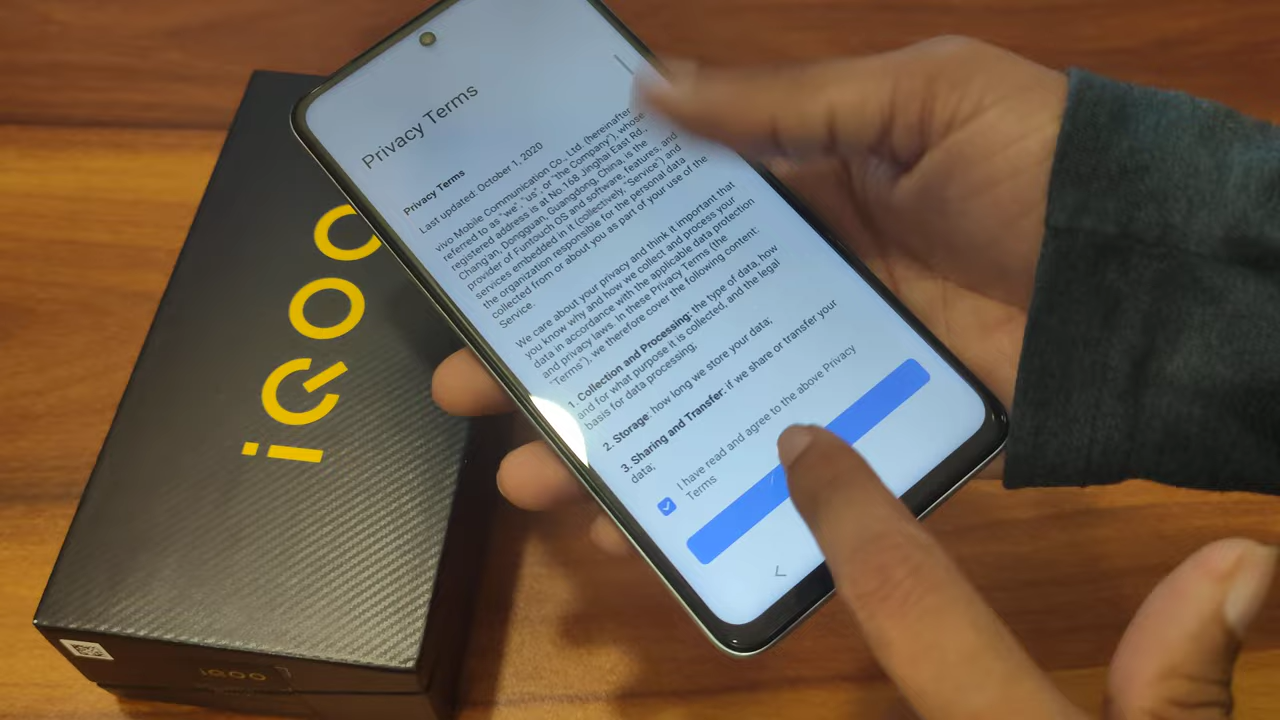 Privacy Terms
Privacy Terms
Last updated: October 1, 2020
vivo Mobile Communication Co., Ltd. (hereinafter
referred to as "we", "us", or "the Company"), whose
registered address is at No.168 Jinghai East Rd.,
Chang'an, Dongguan, Guangdong, China, is the
provider of Funtouch OS and software, features, and
services embedded in it (collectively, "Service") and
the organization responsible for the personal data
collected from or about you as part of your use of the
Service.
We care about your privacy and think it important that
you know why and how we collect and process your
data in accordance with the applicable data protection
and privacy laws. In these Privacy Terms (the
"Terms"), we therefore cover the following content:
1. Collection and Processing: the type of data, how
and for what purpose it is collected, and the legal
basis for data processing;
2. Storage: how long we store your data;
3. Sharing and Transfer: if we share or transfer your
data;
I have read and agree to the above Privacy
Terms
iQOO
iQOO